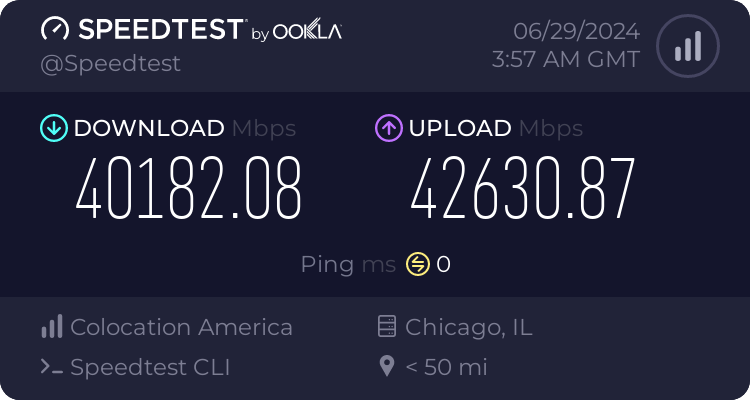 SPEEDTEST by OOKLA
@Speedtest
06/29/2024
3:57 AM GMT
DOWNLOAD Mbps
40182.08
UPLOAD Mbps
42630.87
Ping ms 0
Colocation America
Chicago, IL
Speedtest CLI
< 50 mi